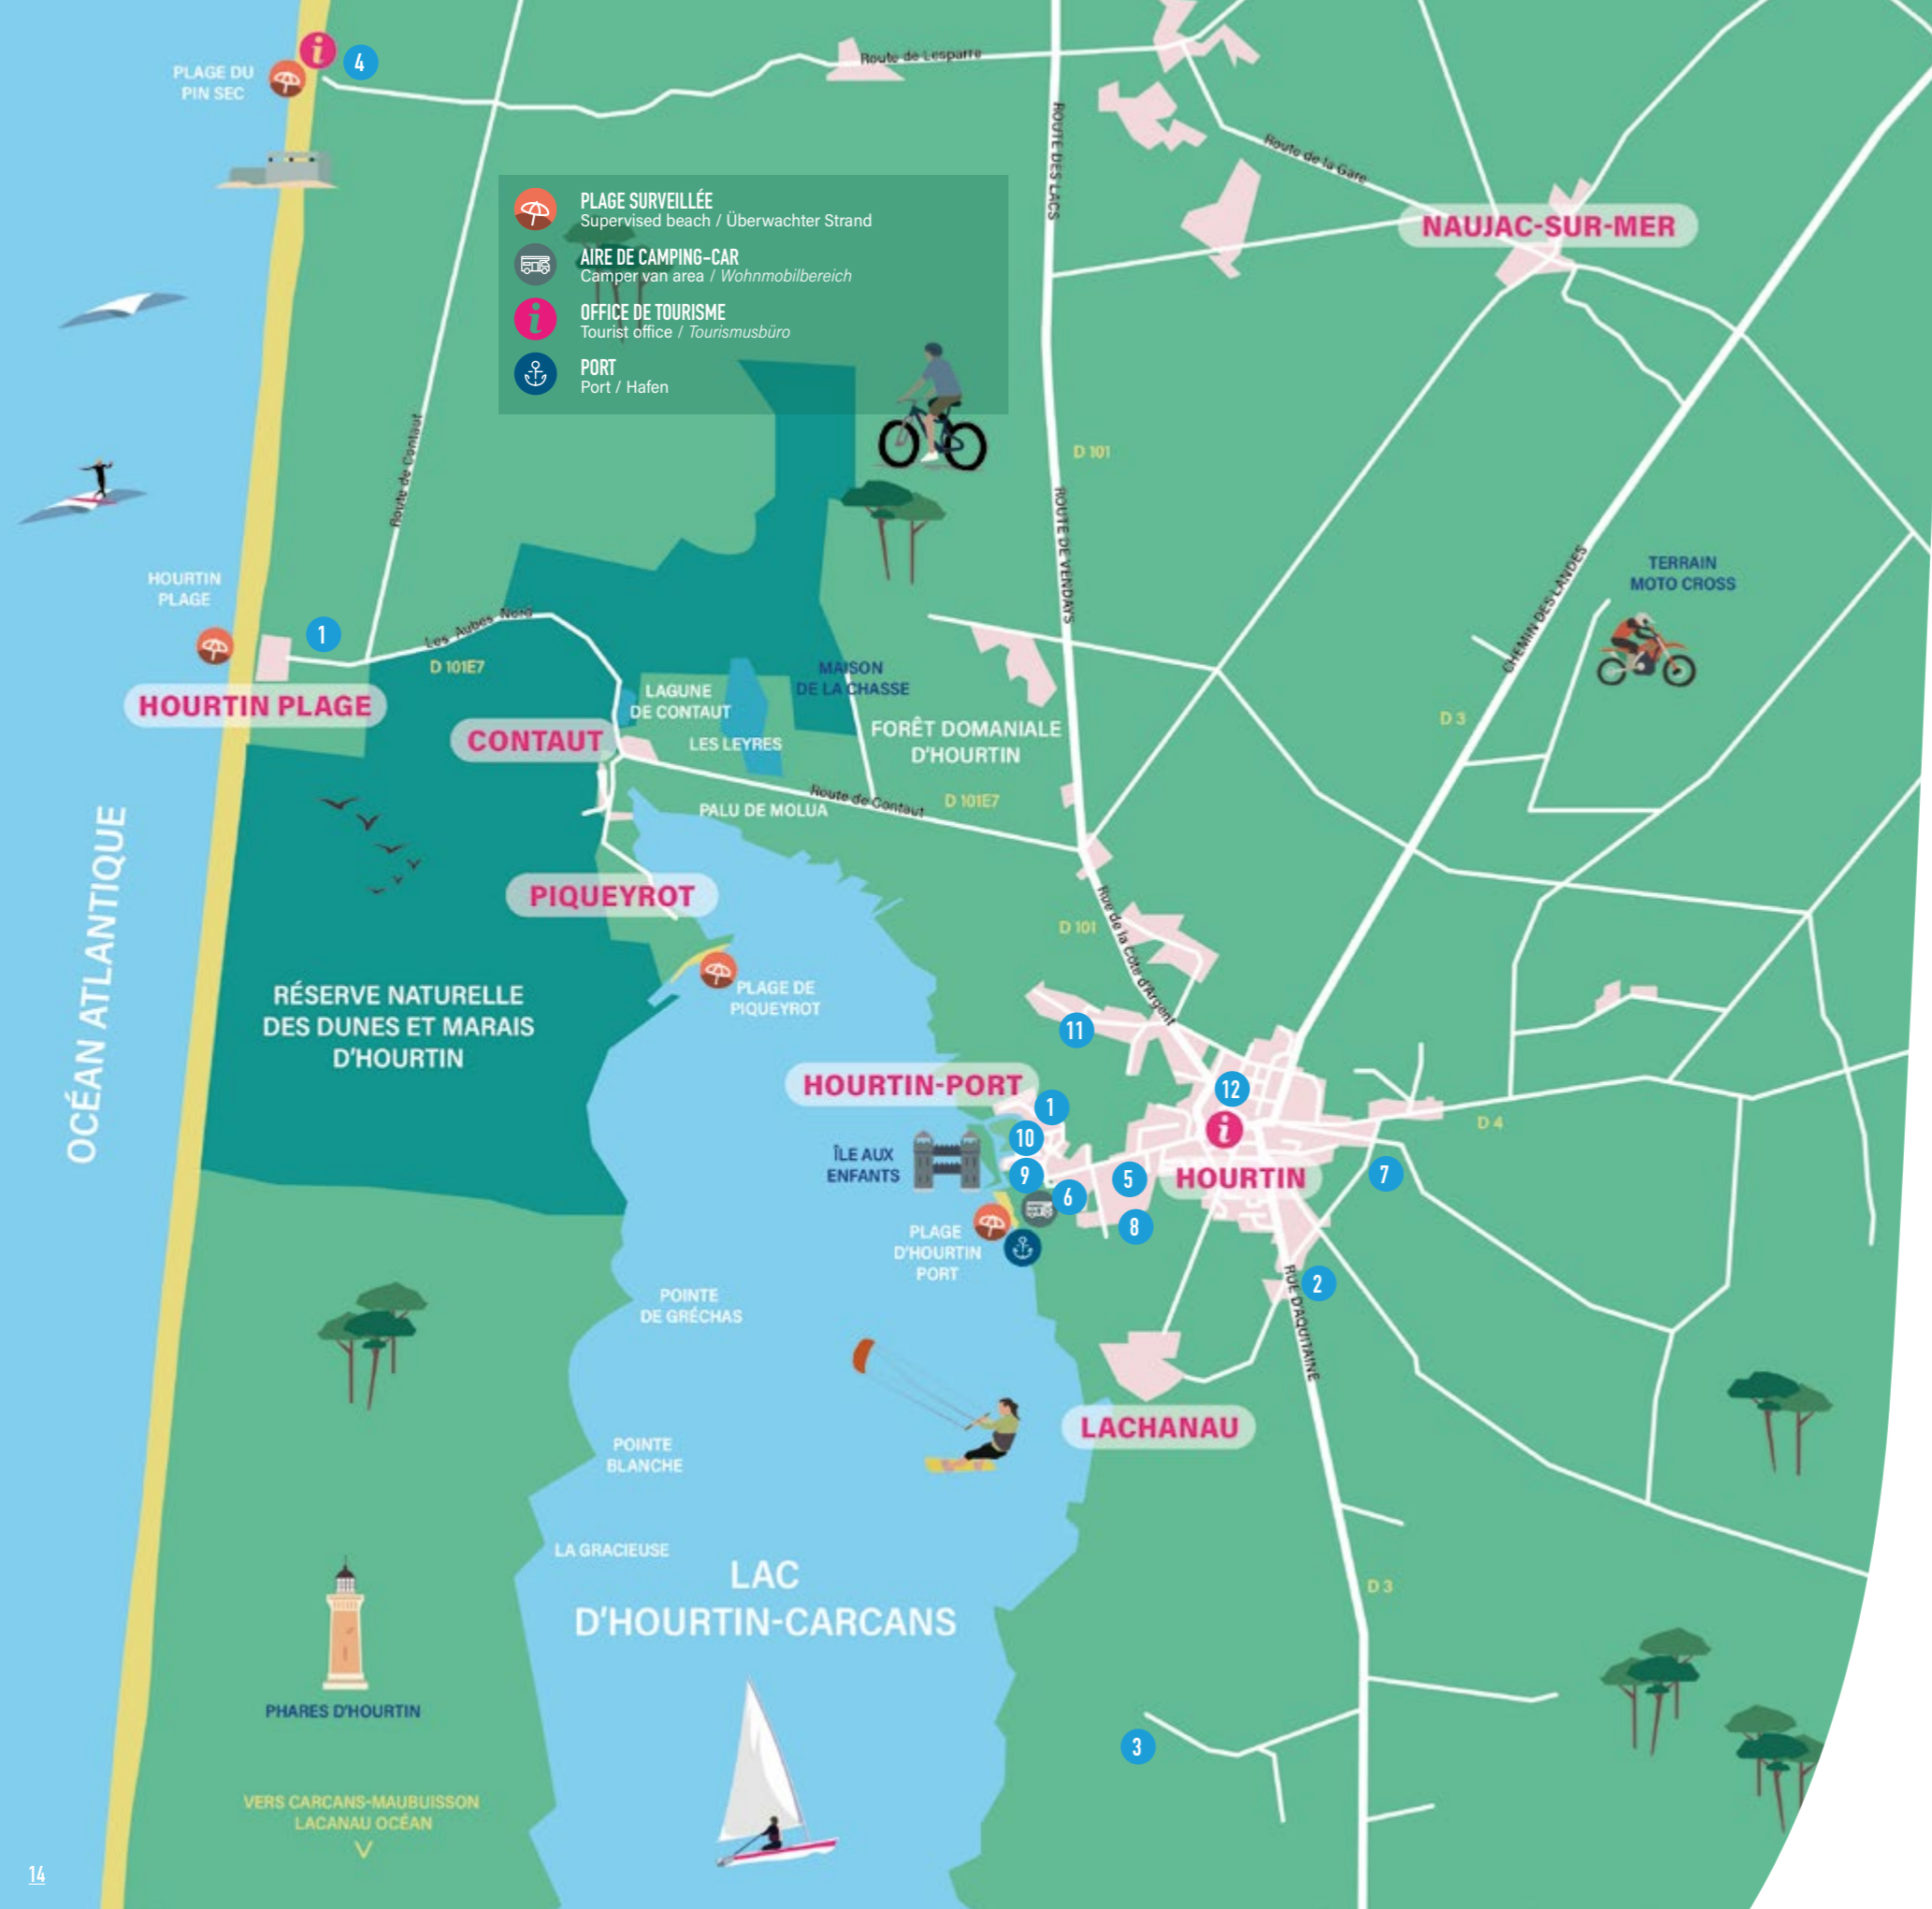 PLAGE DU
PIN SEC
4
Route de Lesparre
ROUTE DES LACS
Route de la Gare
NAUJAC-SUR-MER
PLAGE SURVEILLÉE
Supervised beach / Überwachter Strand
AIRE DE CAMPING-CAR
Camper van area / Wohnmobilbereich
i
OFFICE DE TOURISME
Tourist office / Tourismusbüro
PORT
Port / Hafen
Route de Contaut
D 101
ROUTE DE VENDAYS
CHEMIN DES LANDES
TERRAIN
MOTO CROSS
HOURTIN
PLAGE
1
Les Aubes Nord
D 101E7
HOURTIN PLAGE
CONTAUT
LAGUNE
DE CONTAUT
LES LEYRES
MAISON
DE LA CHASSE
FORÊT DOMANIALE
D'HOURTIN
D 3
Route de Contaut
D 101E7
PALU DE MOLUA
OCÉAN ATLANTIQUE
PIQUEYROT
D 101
Rue de la Côte d'Argent
PLAGE DE
PIQUEYROT
RÉSERVE NATURELLE
DES DUNES ET MARAIS
D'HOURTIN
11
HOURTIN-PORT
1
12
i
10
9
6
5
8
HOURTIN
7
D 4
ÎLE AUX
ENFANTS
PLAGE
D'HOURTIN
PORT
2
RUE D'AQUITAINE
POINTE
DE GRÉCHAS
LACHANAU
POINTE
BLANCHE
LA GRACIEUSE
LAC
D'HOURTIN-CARCANS
D 3
PHARES D'HOURTIN
3
VERS CARCANS-MAUBUISSON
LACANAU OCÉAN
14
i